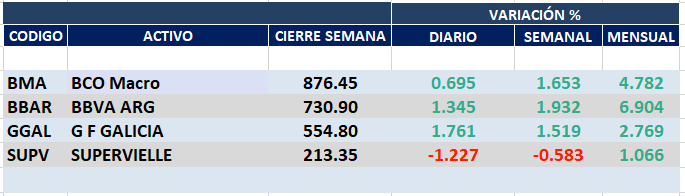 VARIACIÓN %
CODIGO ACTIVO CIERRE SEMANA DIARIO SEMANAL MENSUAL
BMA BCO Macro 876.45 0.695 1.653 4.782
BBAR BBVA ARG 730.90 1.345 1.932 6.904
GGAL G F GALICIA 554.80 1.761 1.519 2.769
SUPV SUPERVIELLE 213.35 -1.227 -0.583 1.066